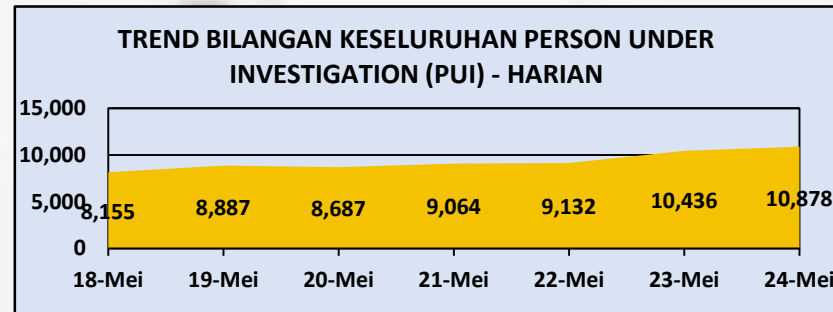 TREND BILANGAN KESELURUHAN PERSON UNDER
INVESTIGATION (PUI) - HARIAN
15,000
10,000
5,000
0
8,155 8,887 8,687 9,064 9,132 10,436 10,878
18-Mei 19-Mei 20-Mei 21-Mei 22-Mei 23-Mei 24-Mei